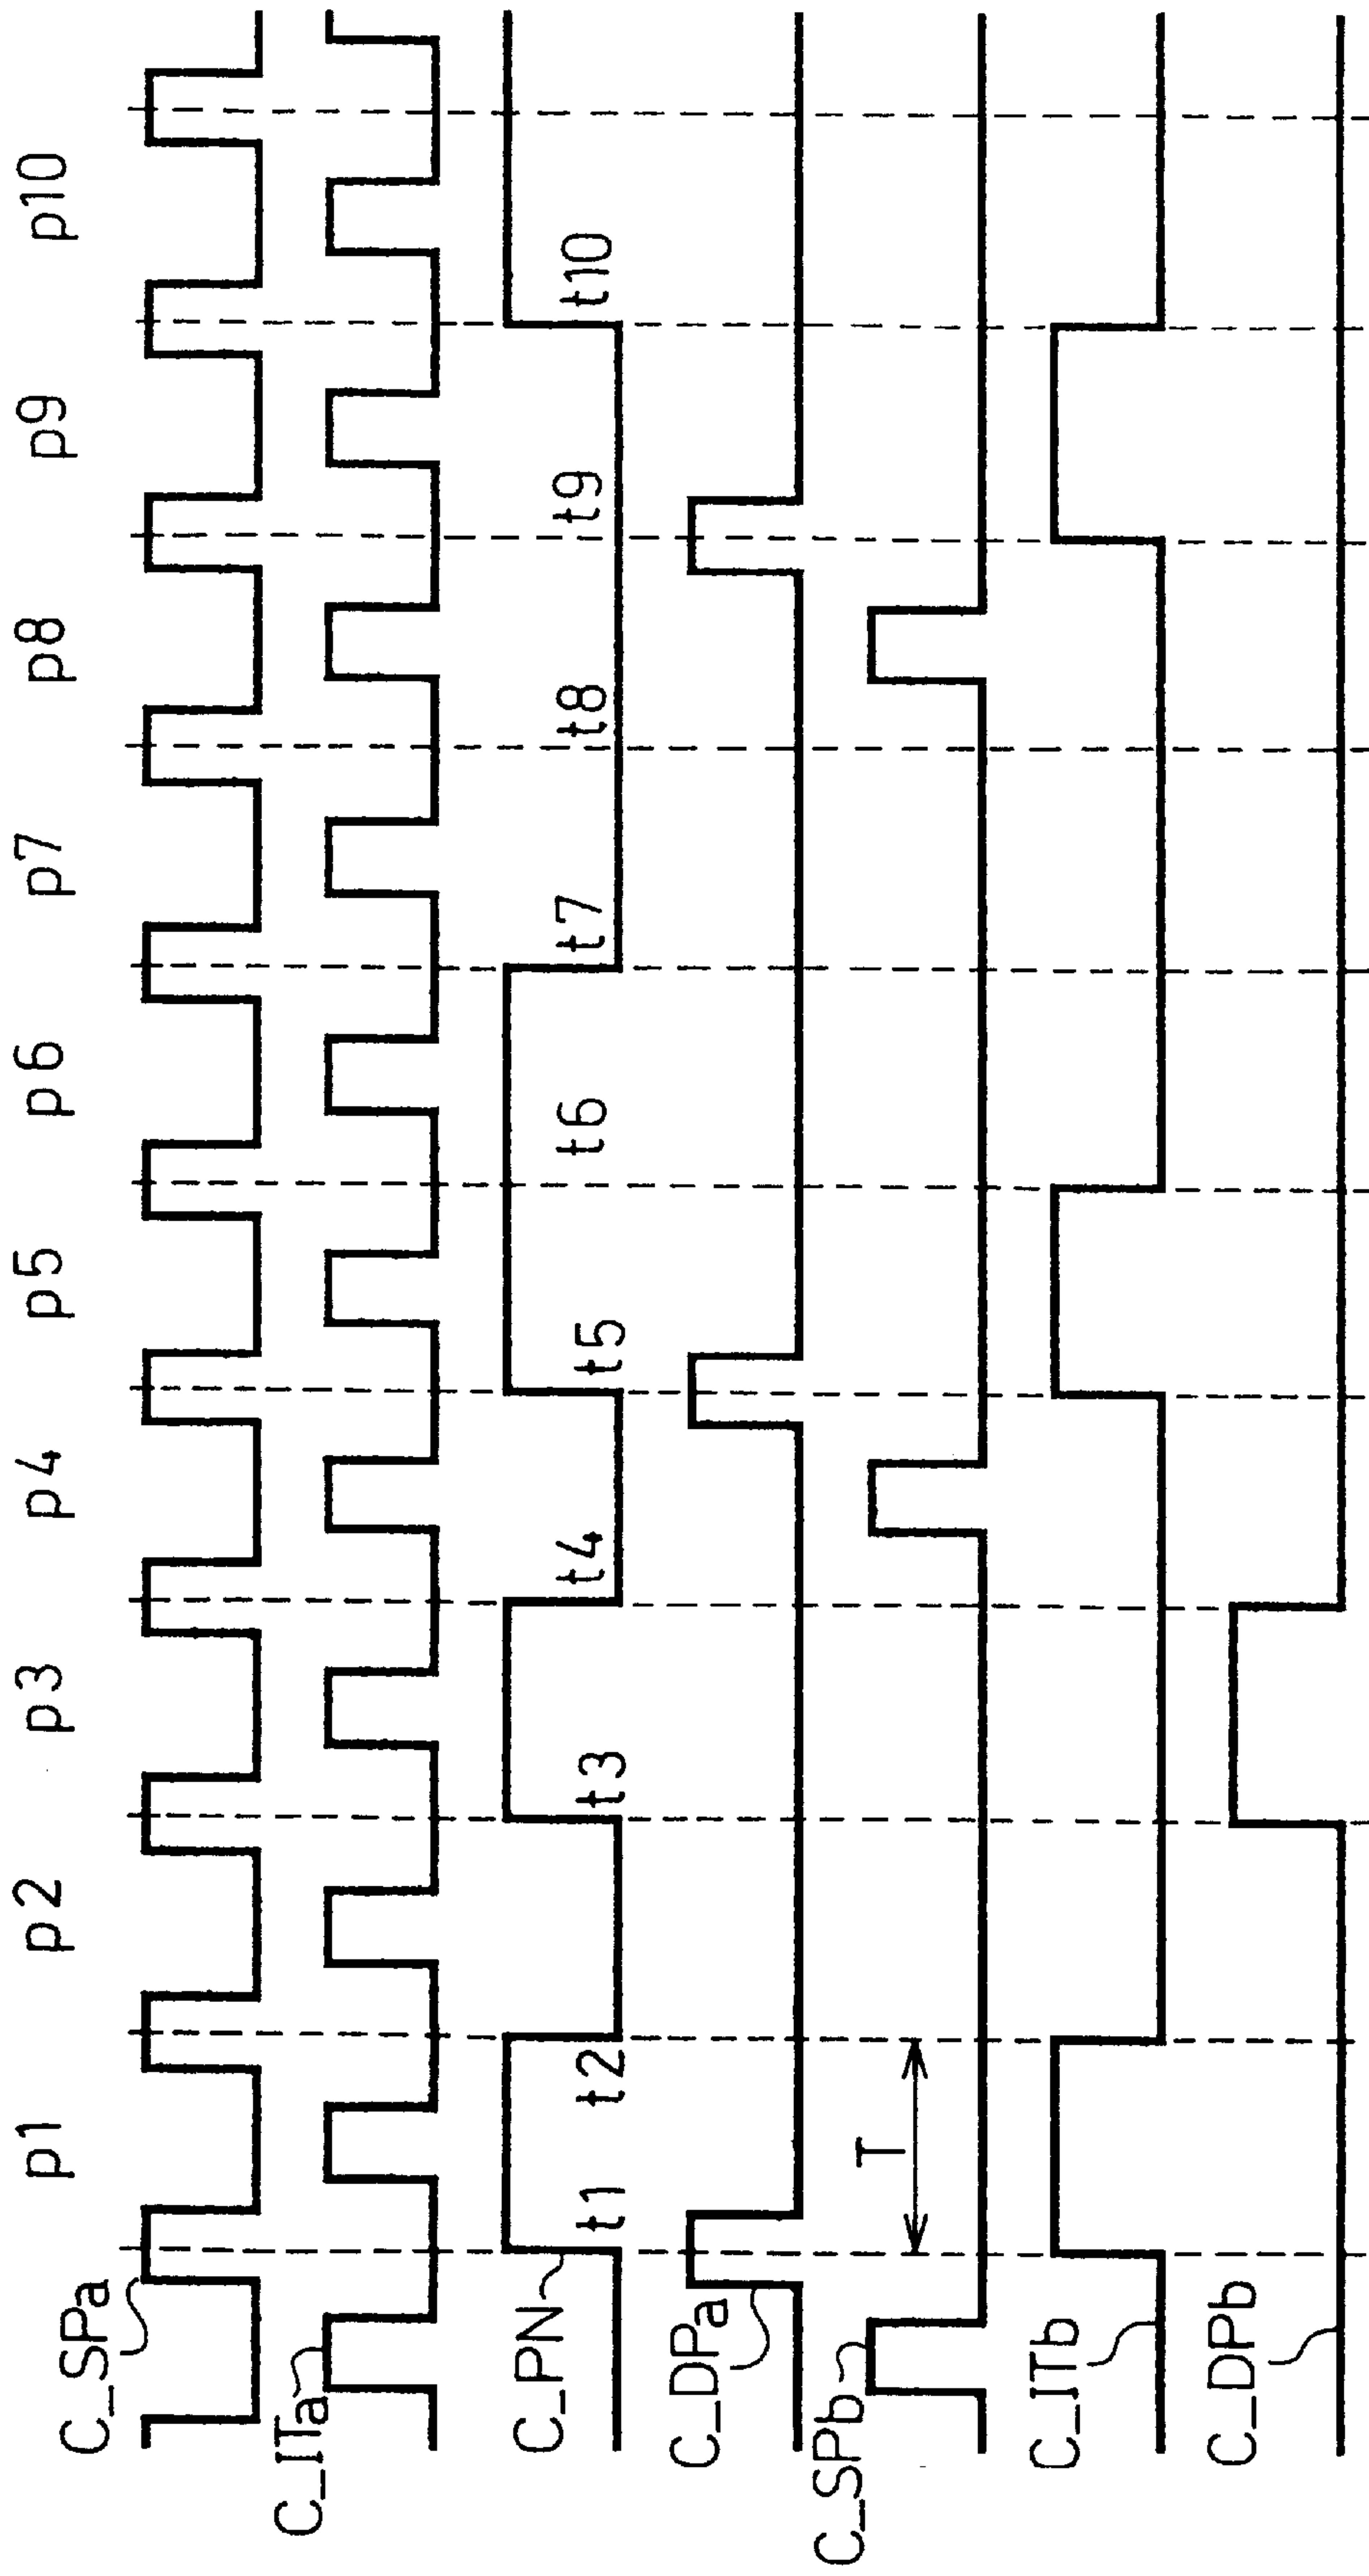 p1 p2 p3 p4 p5 p6 p7 p8 p9 p10
C_SPa
C_ITa
C_PN
t1 t2 t3 t4 t5 t6 t7 t8 t9 t10
C_DPa
C_SPb
T
C_ITb
C_DPb